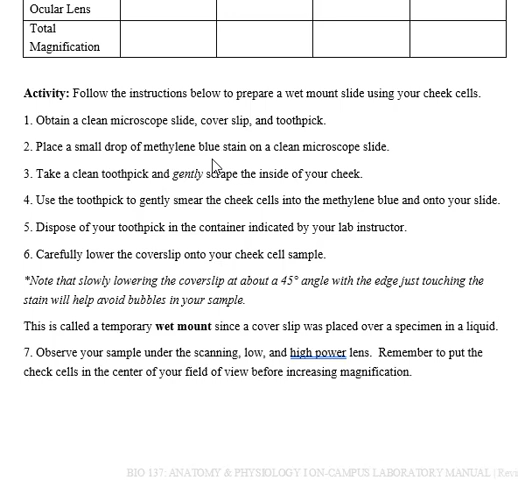 Ocular Lens
Total
Magnification
Activity: Follow the instructions below to prepare a wet mount slide using your cheek cells.
1. Obtain a clean microscope slide, cover slip, and toothpick.
2. Place a small drop of methylene blue stain on a clean microscope slide.
3. Take a clean toothpick and gently scrape the inside of your cheek.
4. Use the toothpick to gently smear the cheek cells into the methylene blue and onto your slide.
5. Dispose of your toothpick in the container indicated by your lab instructor.
6. Carefully lower the coverslip onto your cheek cell sample.
*Note that slowly lowering the coverslip at about a 45° angle with the edge just touching the
stain will help avoid bubbles in your sample.
This is called a temporary wet mount since a cover slip was placed over a specimen in a liquid.
7. Observe your sample under the scanning, low, and high power lens. Remember to put the
check cells in the center of your field of view before increasing magnification.
BIO 137: ANATOMY & PHYSIOLOGY I ON-CAMPUS LABORATORY MANUAL |